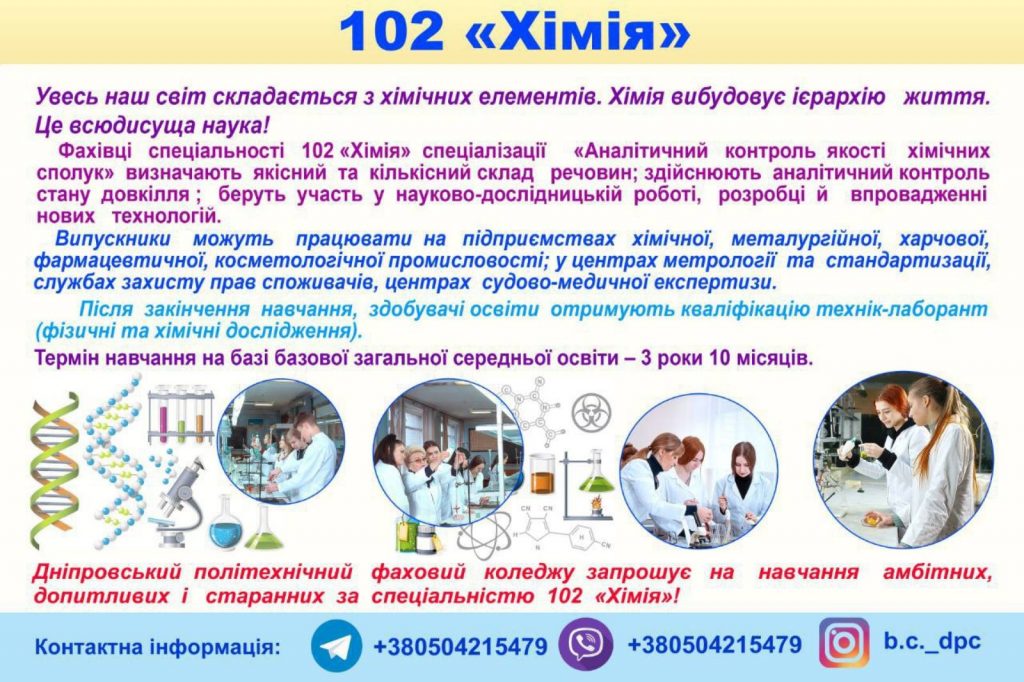 102 «Хімія»
Увесь наш світ складається з хімічних елементів. Хімія вибудовує ієрархію життя.
Це всюдисуща наука!
Фахівці спеціальності 102 «Хімія» спеціалізації «Аналітичний контроль якості хімічних
сполук» визначають якісний та кількісний склад речовин; здійснюють аналітичний контроль
стану довкілля ; беруть участь у науково-дослідницькій роботі, розробці й впровадженні
нових технологій.
Випускники можуть працювати на підприємствах хімічної, металургійної, харчової,
фармацевтичної, косметологічної промисловості; у центрах метрології та стандартизації,
службах захисту прав споживачів, центрах судово-медичної експертизи.
Після закінчення навчання, здобувачі освіти отримують кваліфікацію технік-лаборант
(фізичні та хімічні дослідження).
Термін навчання на базі базової загальної середньої освіти – 3 роки 10 місяців.
CN CN
H N H CN
Дніпровський політехнічний фаховий коледжу запрошує на навчання амбітних,
допитливих і старанних за спеціальністю 102 «Хімія»!
Контактна інформація: +380504215479 +380504215479 b.c._dpc